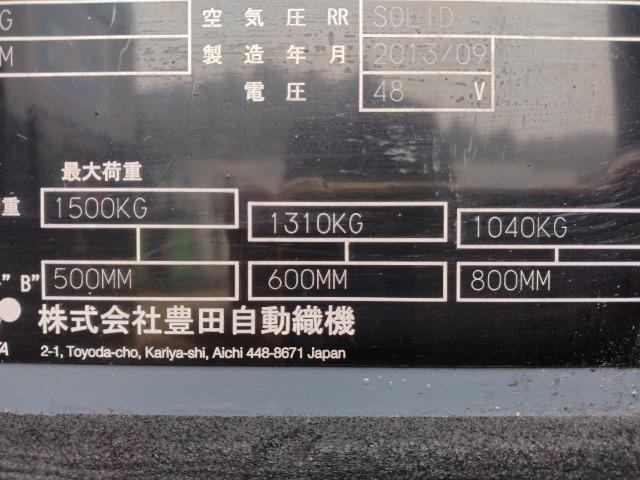 G 空気圧 RR SOLID
M 製造年月 2013/09
電圧 48 V
最大荷重
重 1500KG 1310KG 1040KG
" B" 500MM 600MM 800MM
株式会社豊田自動織機
TA 2-1, Toyoda-cho, Kariya-shi, Aichi 448-8671 Japan